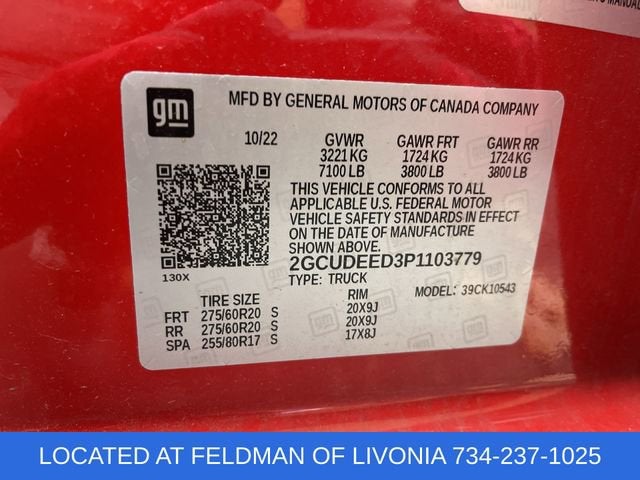 'S MANUAL
gm
MFD BY GENERAL MOTORS OF CANADA COMPANY
10/22 GVWR GAWR FRT GAWR RR
3221 KG 1724 KG 1724 KG
7100 LB 3800 LB 3800 LB
THIS VEHICLE CONFORMS TO ALL
APPLICABLE U.S. FEDERAL MOTOR
VEHICLE SAFETY STANDARDS IN EFFECT
ON THE DATE OF MANUFACTURE
SHOWN ABOVE.
2GCUDEED3P1103779
130X
TYPE: TRUCK MODEL: 39CK10543
TIRE SIZE RIM
FRT 275/60R20 S 20X9J
RR 275/60R20 S 20X9J
SPA 255/80R17 S 17X8J
LOCATED AT FELDMAN OF LIVONIA 734-237-1025